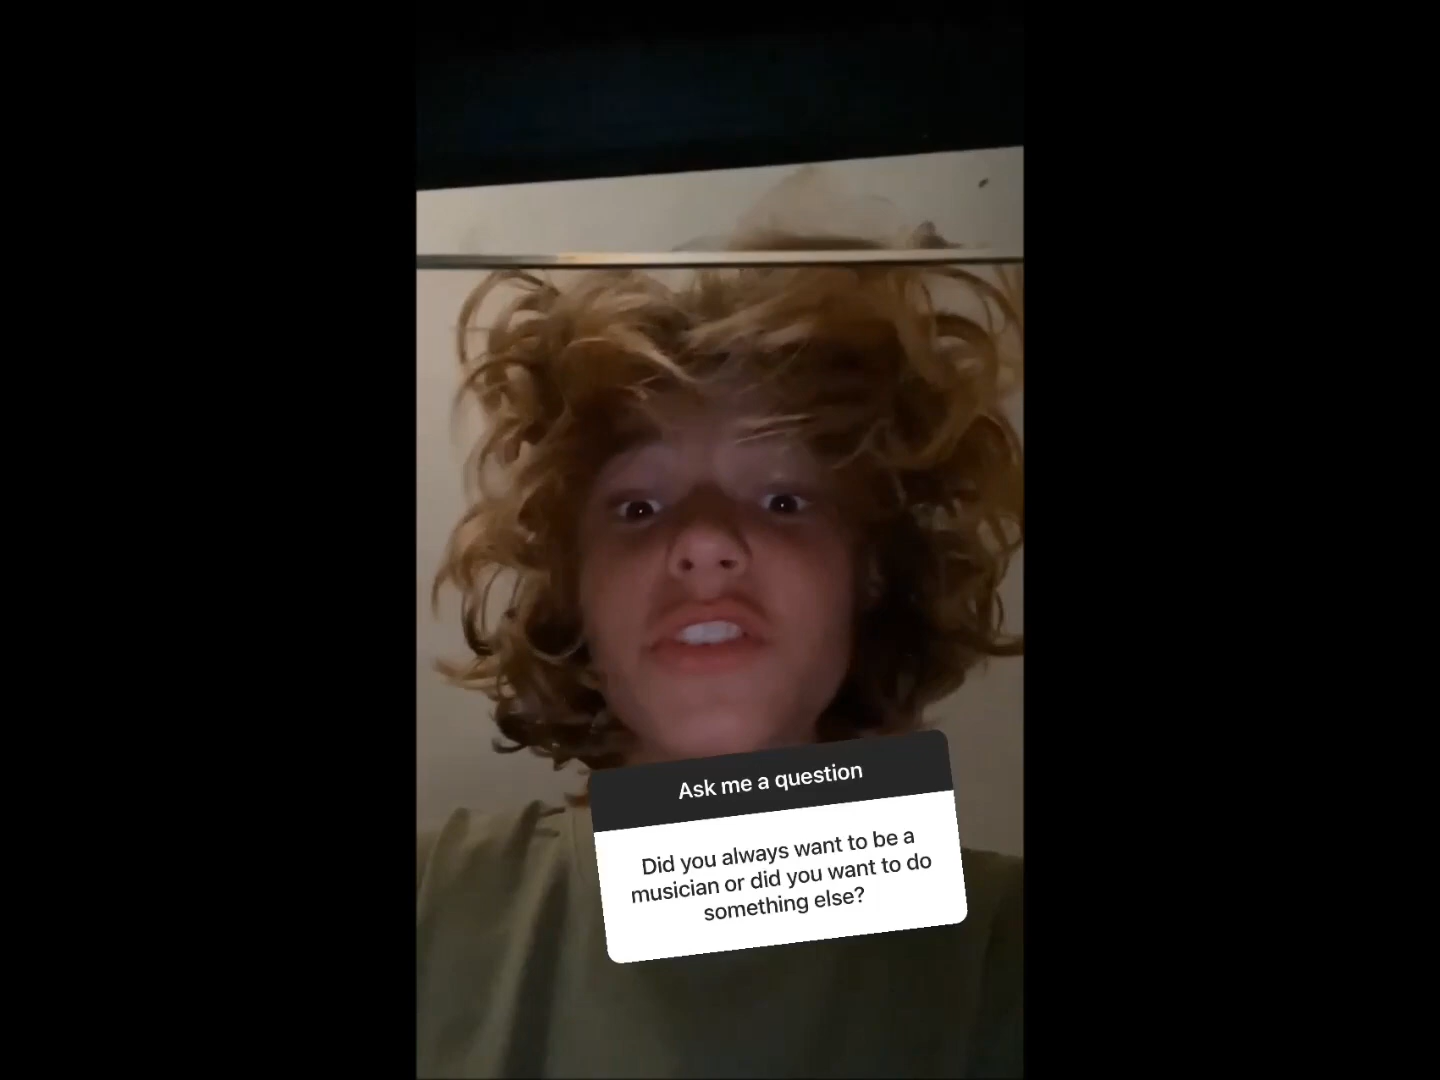 Ask me a question
Did you always want to be a
musician or did you want to do
something else?